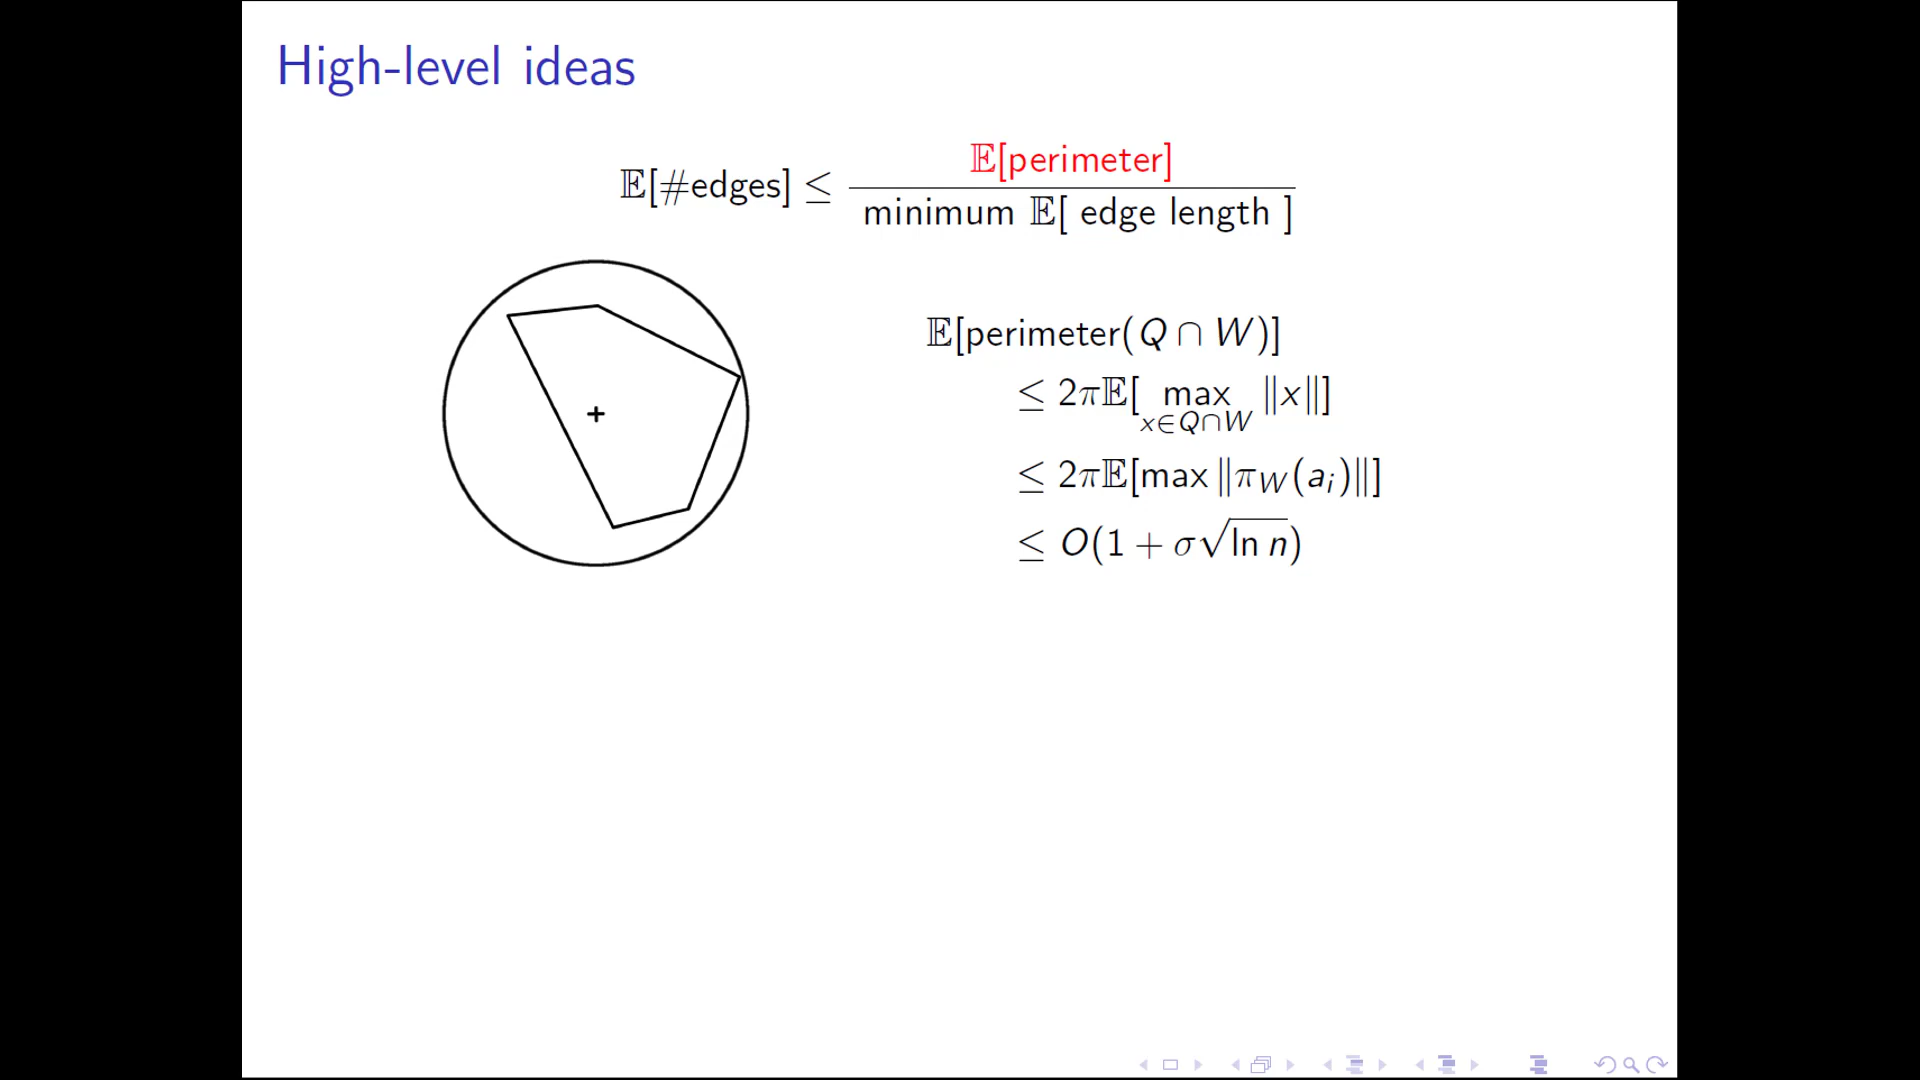 High-level ideas
𝔼[#edges] ≤ 𝔼[perimeter] / minimum 𝔼[ edge length ]
𝔼[perimeter(Q ∩ W)]
≤ 2π𝔼[ max_{x∈Q∩W} ‖x‖]
≤ 2π𝔼[max ‖π_W(a_i)‖]
≤ O(1 + σ√ln n)